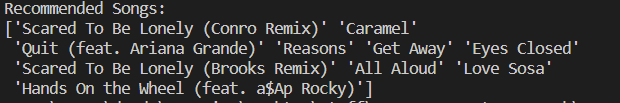 Recommended Songs:
['Scared To Be Lonely (Conro Remix)' 'Caramel'
'Quit (feat. Ariana Grande)' 'Reasons' 'Get Away' 'Eyes Closed'
'Scared To Be Lonely (Brooks Remix)' 'All Aloud' 'Love Sosa'
'Hands On the Wheel (feat. a$Ap Rocky)']